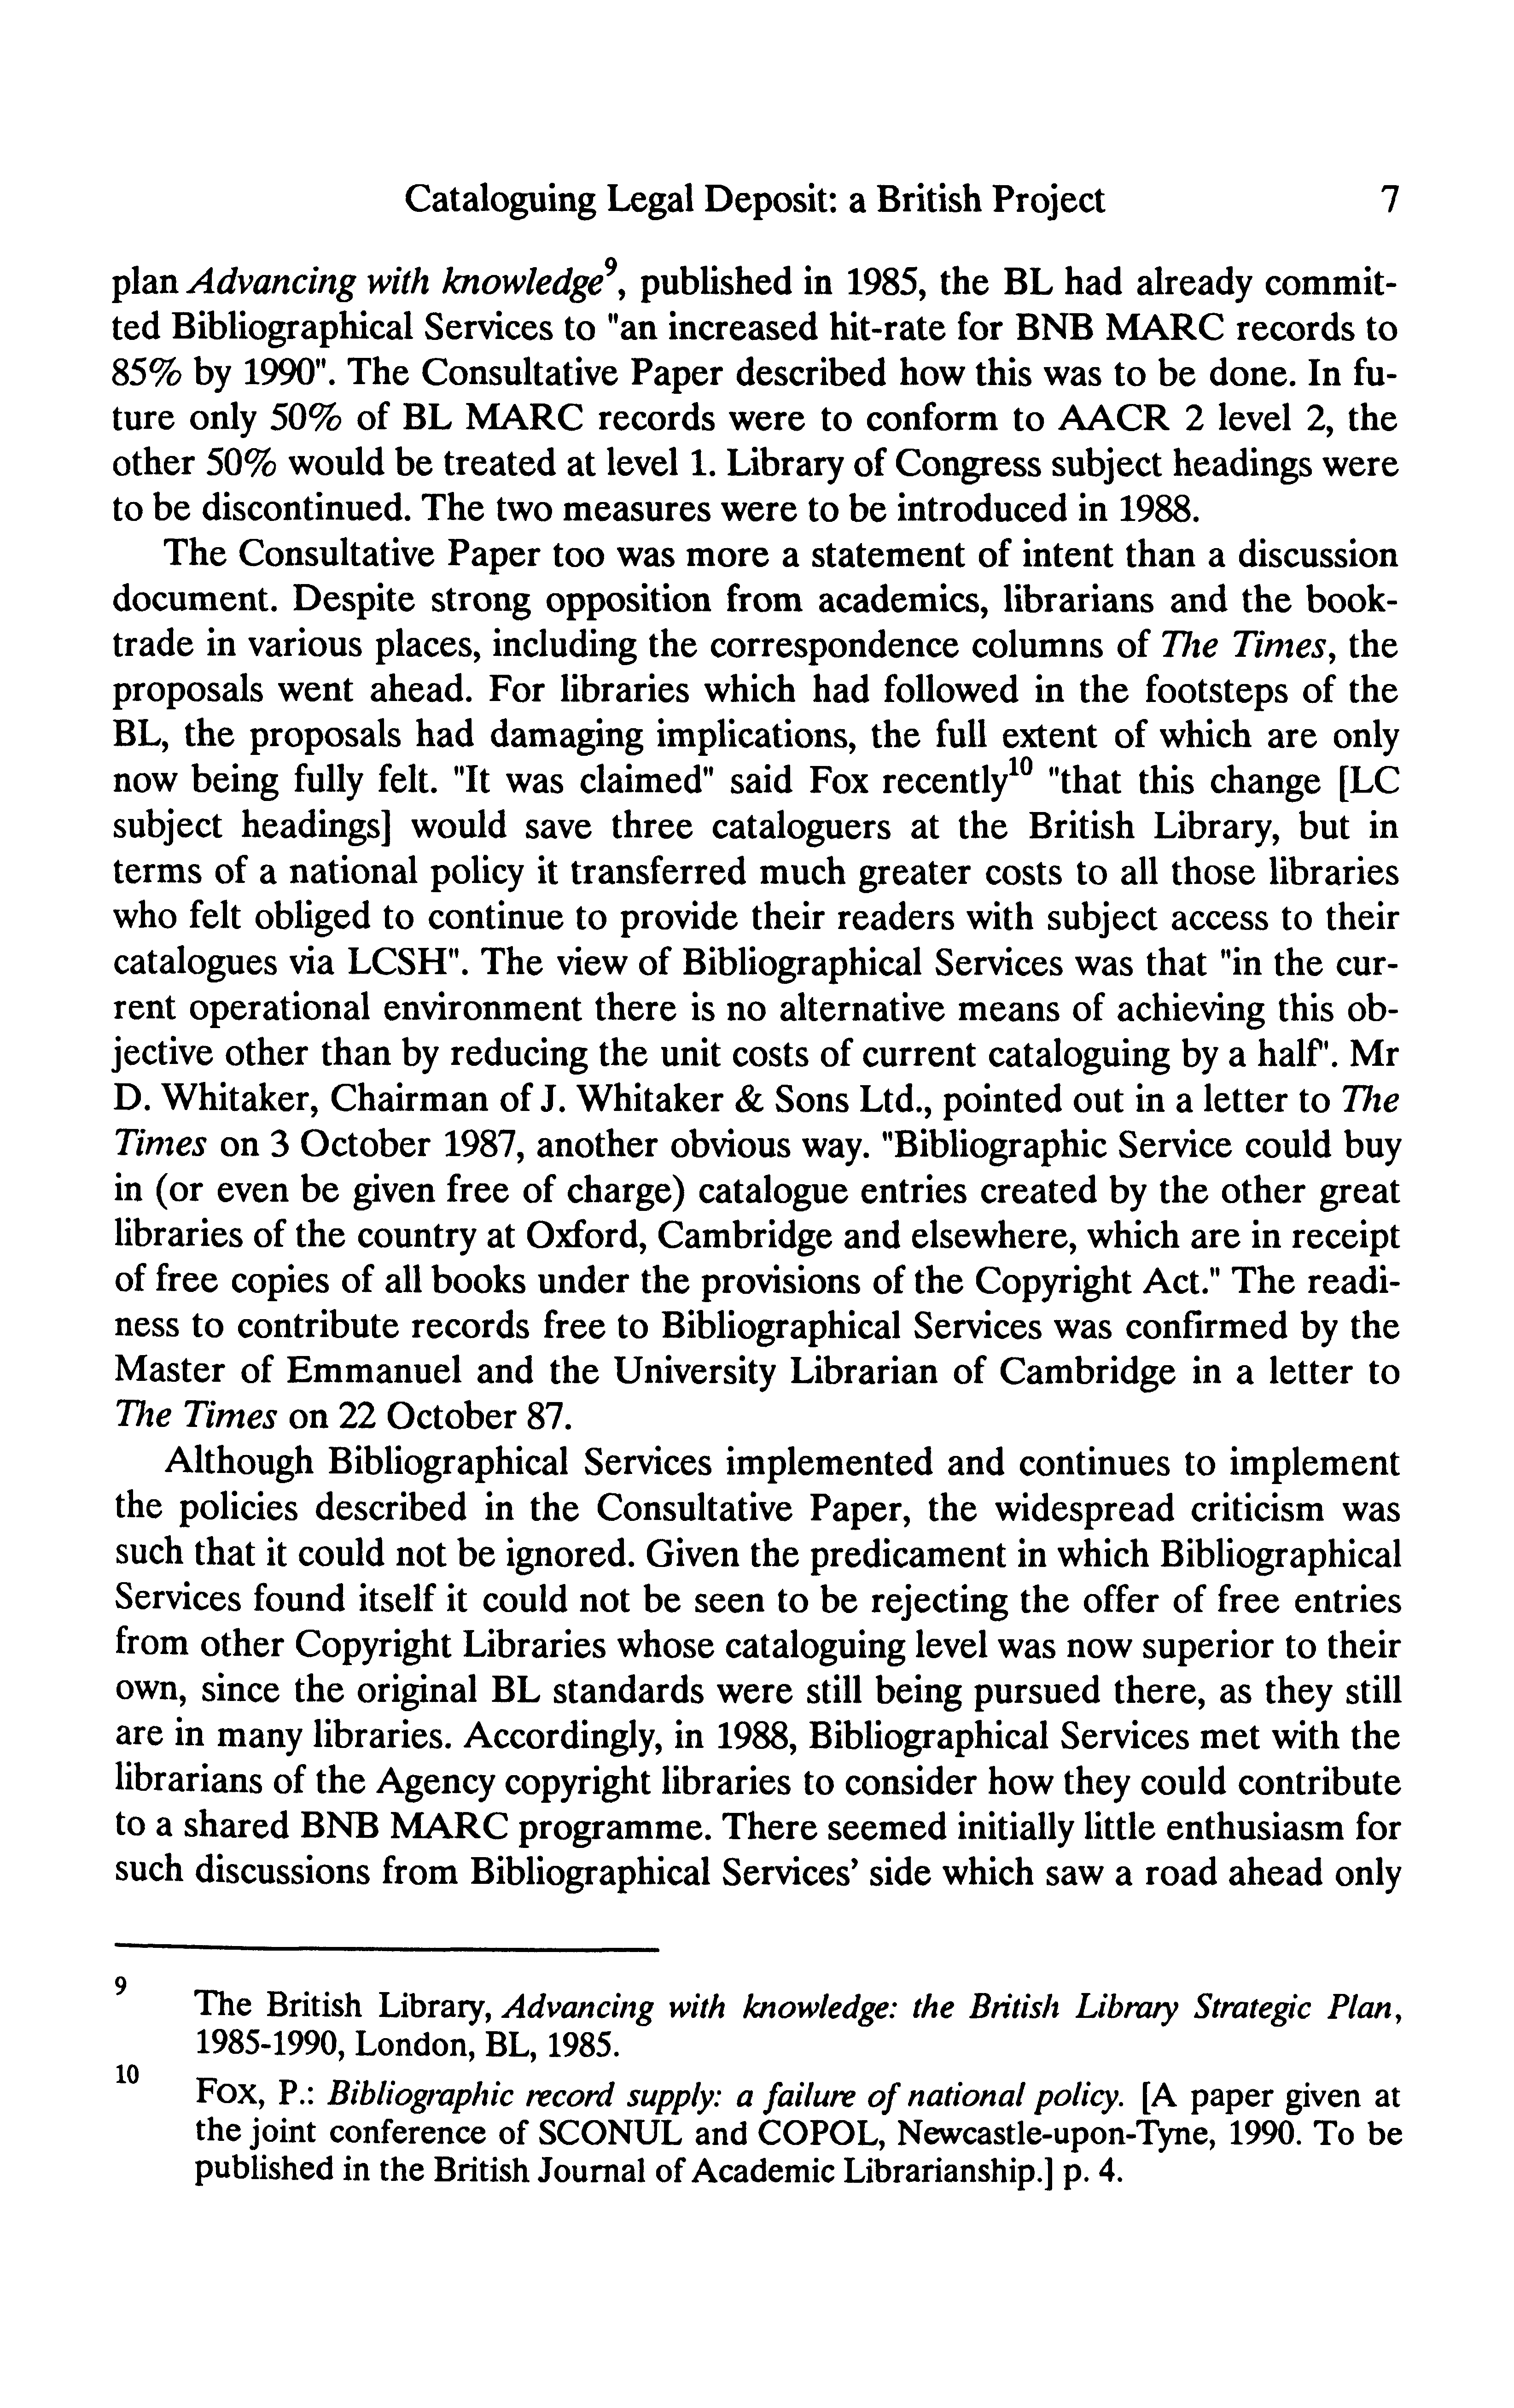 Cataloguing Legal Deposit: a British Project 7
plan Advancing with knowledge⁹, published in 1985, the BL had already commit-
ted Bibliographical Services to "an increased hit-rate for BNB MARC records to
85% by 1990". The Consultative Paper described how this was to be done. In fu-
ture only 50% of BL MARC records were to conform to AACR 2 level 2, the
other 50% would be treated at level 1. Library of Congress subject headings were
to be discontinued. The two measures were to be introduced in 1988.
The Consultative Paper too was more a statement of intent than a discussion
document. Despite strong opposition from academics, librarians and the book-
trade in various places, including the correspondence columns of The Times, the
proposals went ahead. For libraries which had followed in the footsteps of the
BL, the proposals had damaging implications, the full extent of which are only
now being fully felt. "It was claimed" said Fox recently¹⁰ "that this change [LC
subject headings] would save three cataloguers at the British Library, but in
terms of a national policy it transferred much greater costs to all those libraries
who felt obliged to continue to provide their readers with subject access to their
catalogues via LCSH". The view of Bibliographical Services was that "in the cur-
rent operational environment there is no alternative means of achieving this ob-
jective other than by reducing the unit costs of current cataloguing by a half". Mr
D. Whitaker, Chairman of J. Whitaker & Sons Ltd., pointed out in a letter to The
Times on 3 October 1987, another obvious way. "Bibliographic Service could buy
in (or even be given free of charge) catalogue entries created by the other great
libraries of the country at Oxford, Cambridge and elsewhere, which are in receipt
of free copies of all books under the provisions of the Copyright Act." The readi-
ness to contribute records free to Bibliographical Services was confirmed by the
Master of Emmanuel and the University Librarian of Cambridge in a letter to
The Times on 22 October 87.
Although Bibliographical Services implemented and continues to implement
the policies described in the Consultative Paper, the widespread criticism was
such that it could not be ignored. Given the predicament in which Bibliographical
Services found itself it could not be seen to be rejecting the offer of free entries
from other Copyright Libraries whose cataloguing level was now superior to their
own, since the original BL standards were still being pursued there, as they still
are in many libraries. Accordingly, in 1988, Bibliographical Services met with the
librarians of the Agency copyright libraries to consider how they could contribute
to a shared BNB MARC programme. There seemed initially little enthusiasm for
such discussions from Bibliographical Services' side which saw a road ahead only
9 The British Library, Advancing with knowledge: the British Library Strategic Plan,
1985-1990, London, BL, 1985.
10 Fox, P.: Bibliographic record supply: a failure of national policy. [A paper given at
the joint conference of SCONUL and COPOL, Newcastle-upon-Tyne, 1990. To be
published in the British Journal of Academic Librarianship.] p. 4.